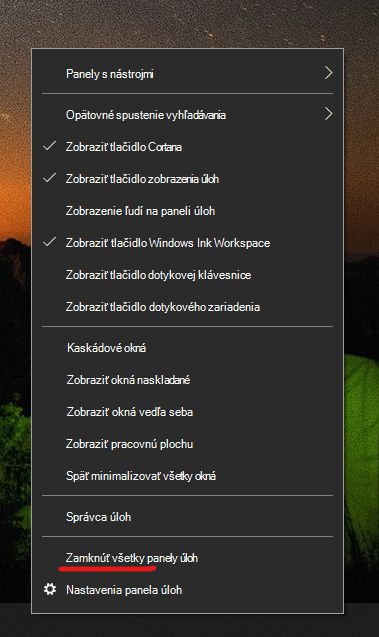 Panely s nástrojmi
Opätovné spustenie vyhľadávania
Zobraziť tlačidlo Cortana
Zobraziť tlačidlo zobrazenia úloh
Zobrazenie ľudí na paneli úloh
Zobraziť tlačidlo Windows Ink Workspace
Zobraziť tlačidlo dotykovej klávesnice
Zobraziť tlačidlo dotykového zariadenia
Kaskádové okná
Zobraziť okná naskladané
Zobraziť okná vedľa seba
Zobraziť pracovnú plochu
Späť minimalizovať všetky okná
Správca úloh
Zamknúť všetky panely úloh
Nastavenia panela úloh